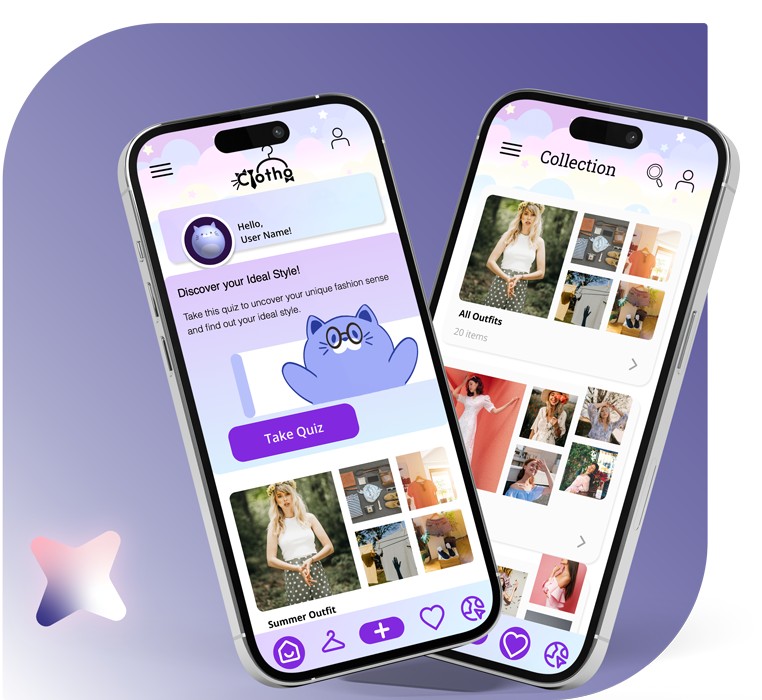 Clotho
Hello,
User Name!
Discover your Ideal Style!
Take this quiz to uncover your unique fashion sense
and find out your ideal style.
Take Quiz
Summer Outfit
Collection
All Outfits
20 items